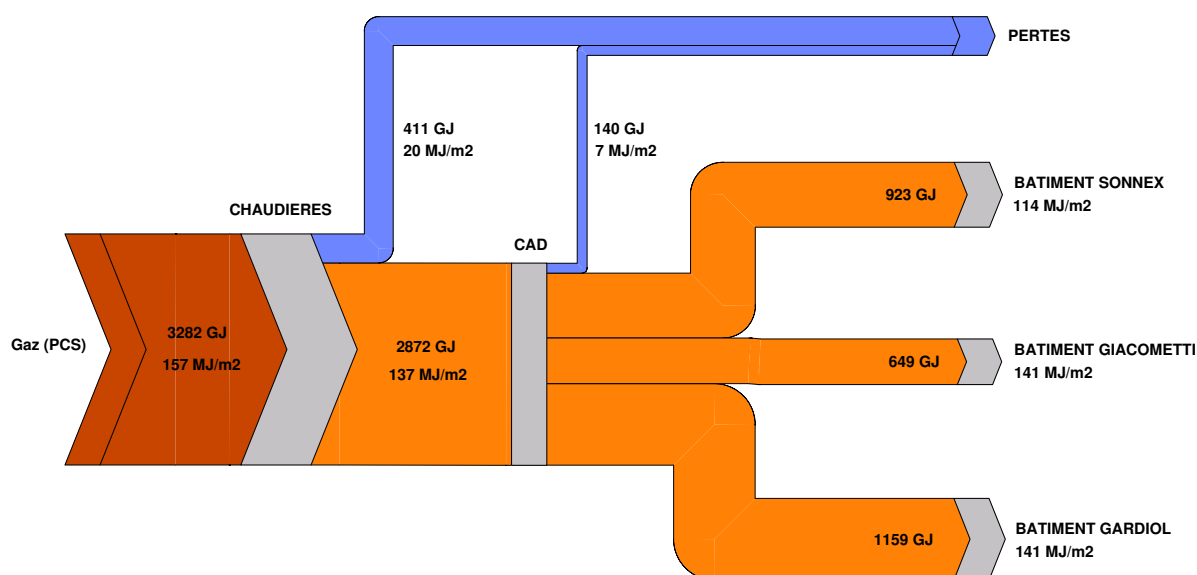 PERTES
411 GJ
20 MJ/m2
140 GJ
7 MJ/m2
BATIMENT SONNEX
114 MJ/m2
923 GJ
CHAUDIERES
CAD
Gaz (PCS)
3282 GJ
157 MJ/m2
2872 GJ
137 MJ/m2
649 GJ
BATIMENT GIACOMETTI
141 MJ/m2
1159 GJ
BATIMENT GARDIOL
141 MJ/m2